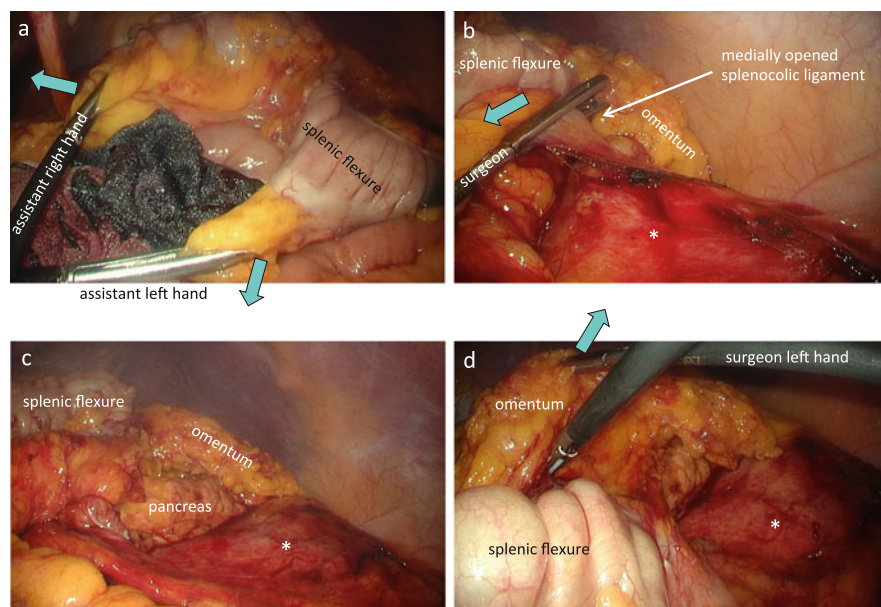 a
assistant right hand
splenic flexure
assistant left hand
b
splenic flexure
medially opened
splenocolic ligament
omentum
surgeon
*
c
splenic flexure
omentum
pancreas
*
d
surgeon left hand
omentum
splenic flexure
*